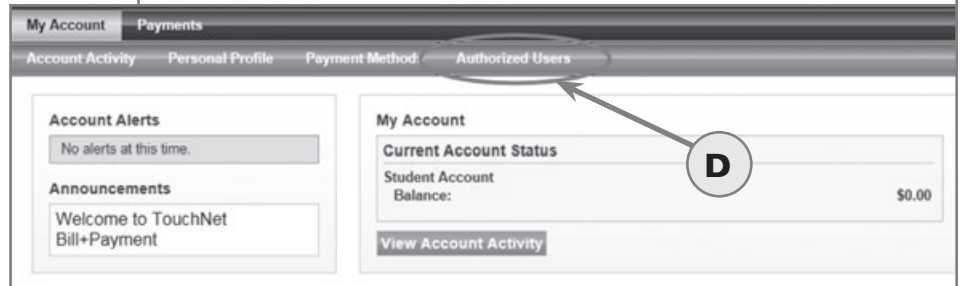 My Account Payments
Account Activity Personal Profile Payment Method: Authorized Users
Account Alerts
No alerts at this time.
Announcements
Welcome to TouchNet
Bill+Payment
My Account
Current Account Status
Student Account
Balance: $0.00
View Account Activity
D